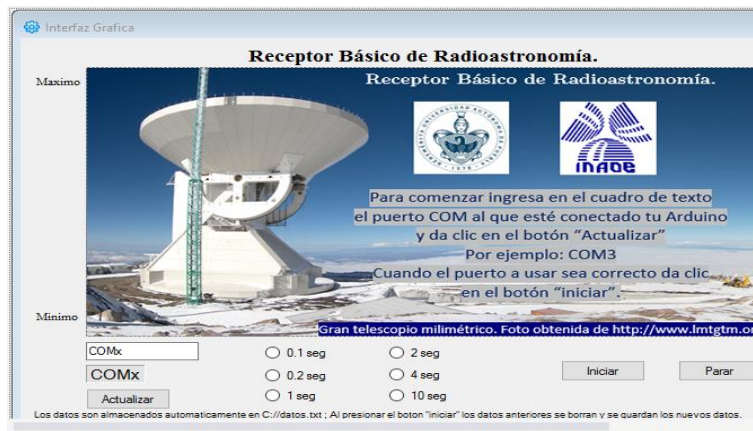 Interfaz Grafica
Receptor Básico de Radioastronomía.
Maximo
Receptor Básico de Radioastronomía.
INAOE
Para comenzar ingresa en el cuadro de texto
el puerto COM al que esté conectado tu Arduino
y da clic en el botón “Actualizar”
Por ejemplo: COM3
Cuando el puerto a usar sea correcto da clic
en el botón “iniciar”.
Minimo
Gran telescopio milimétrico. Foto obtenida de http://www.lmtgtm.or
COMx
COMx
Actualizar
0.1 seg
0.2 seg
1 seg
2 seg
4 seg
10 seg
Iniciar
Parar
Los datos son almacenados automaticamente en C://datos.txt ; Al presionar el boton "iniciar" los datos anteriores se borran y se guardan los nuevos datos.